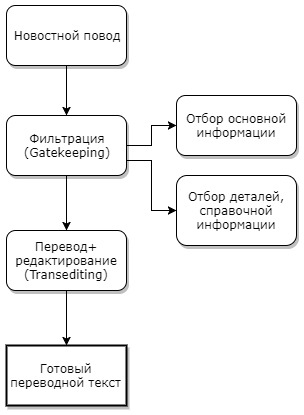 Новостной повод
Фильтрация
(Gatekeeping)
Отбор основной
информации
Отбор деталей,
справочной
информации
Перевод+
редактирование
(Transediting)
Готовый
переводной текст